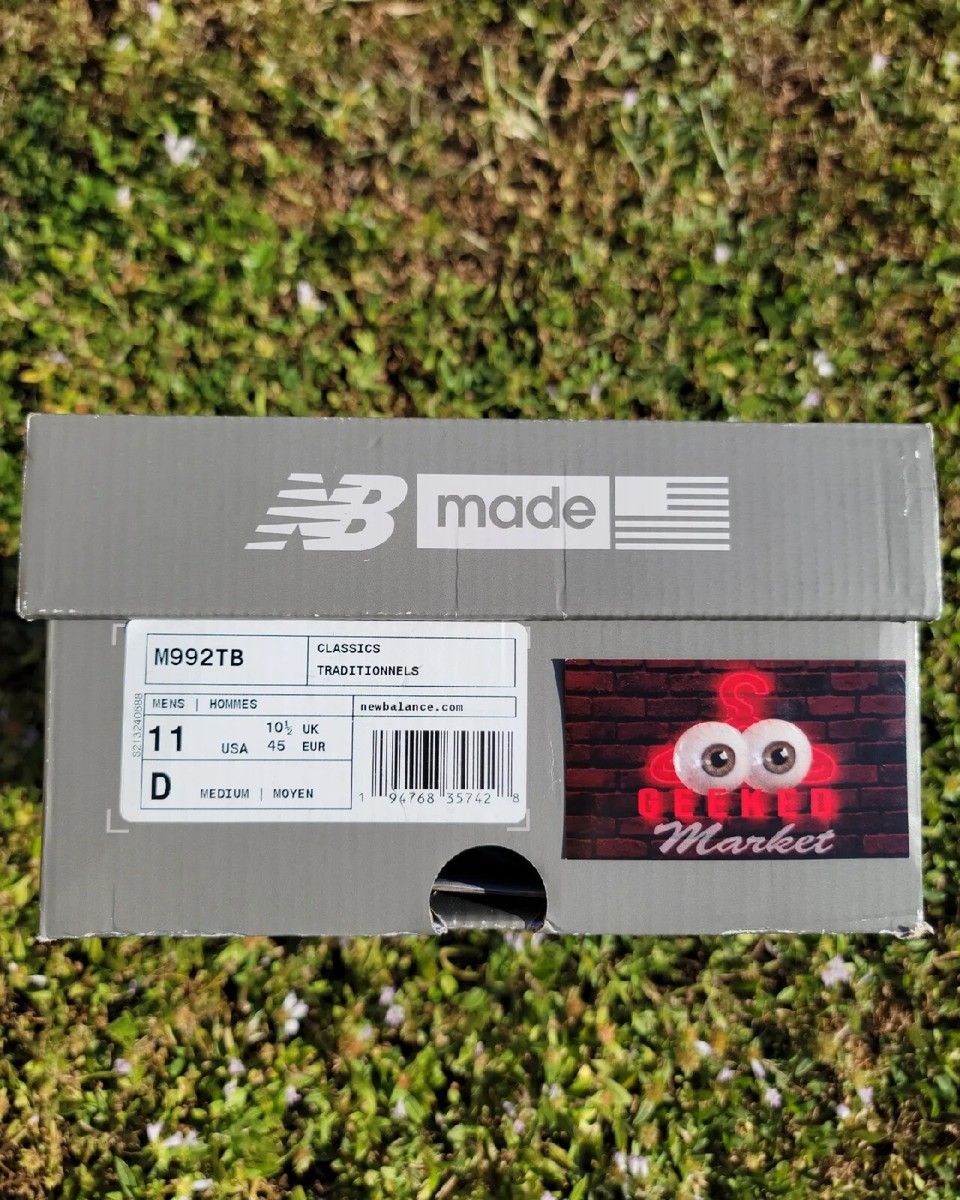 NB made
M992TB
CLASSICS
TRADITIONNELS
MENS | HOMMES
newbalance.com
11 USA
10½ UK
45 EUR
D MEDIUM | MOYEN
1 94768 35742 8
S
GEEKED
Market